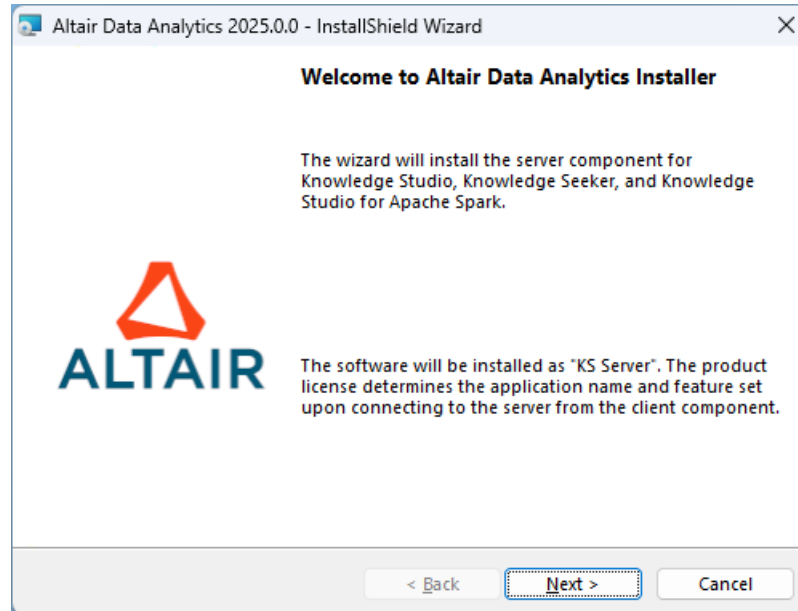 Altair Data Analytics 2025.0.0 - InstallShield Wizard
Welcome to Altair Data Analytics Installer
The wizard will install the server component for
Knowledge Studio, Knowledge Seeker, and Knowledge
Studio for Apache Spark.
ALTAIR
The software will be installed as "KS Server". The product
license determines the application name and feature set
upon connecting to the server from the client component.
< Back
Next >
Cancel